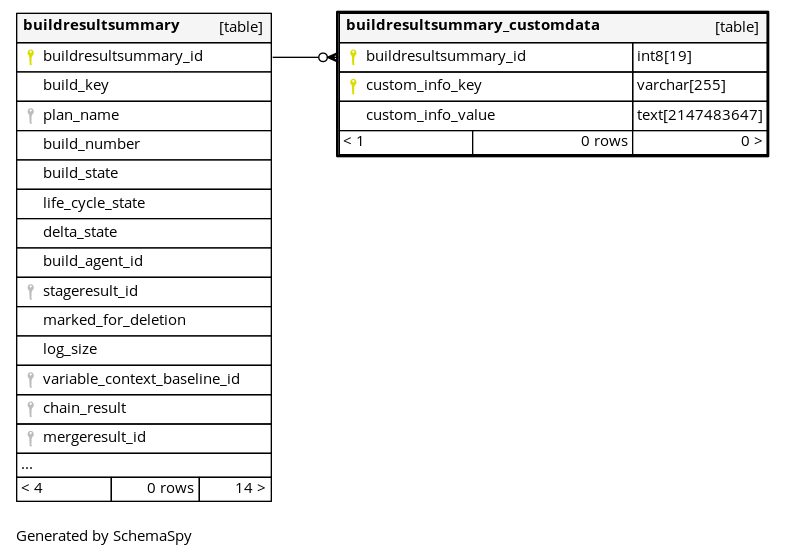 buildresultsummary [table]
buildresultsummary_id
build_key
plan_name
build_number
build_state
life_cycle_state
delta_state
build_agent_id
stageresult_id
marked_for_deletion
log_size
variable_context_baseline_id
chain_result
mergeresult_id
...
< 4 0 rows 14 >
buildresultsummary_customdata [table]
buildresultsummary_id int8[19]
custom_info_key varchar[255]
custom_info_value text[2147483647]
< 1 0 rows 0 >
Generated by SchemaSpy